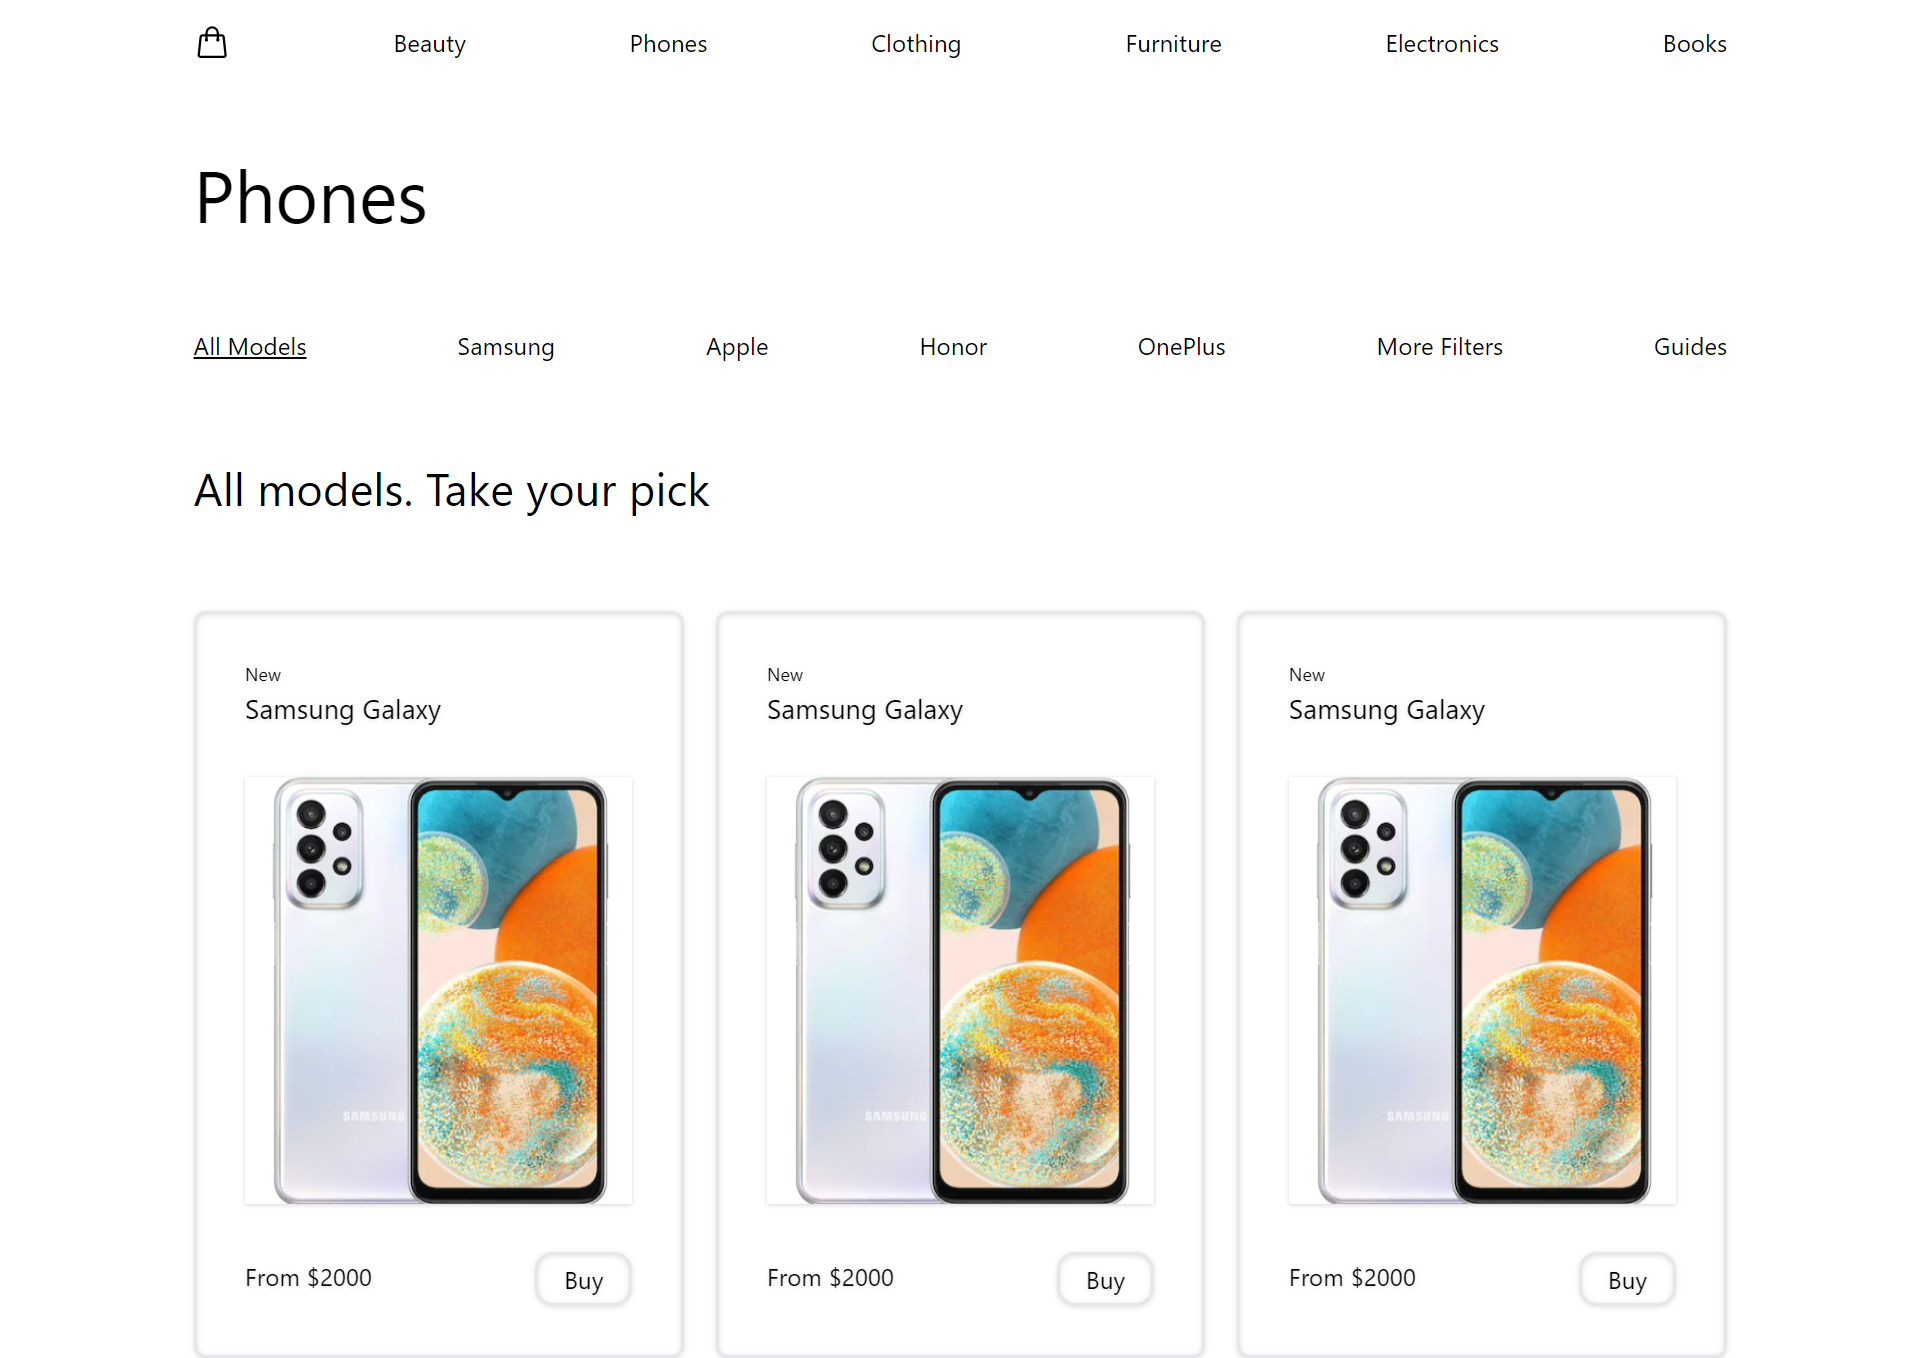 Beauty Phones Clothing Furniture Electronics Books
Phones
All Models Samsung Apple Honor OnePlus More Filters Guides
All models. Take your pick
New
Samsung Galaxy
SAMSUNG
From $2000 Buy
New
Samsung Galaxy
SAMSUNG
From $2000 Buy
New
Samsung Galaxy
SAMSUNG
From $2000 Buy